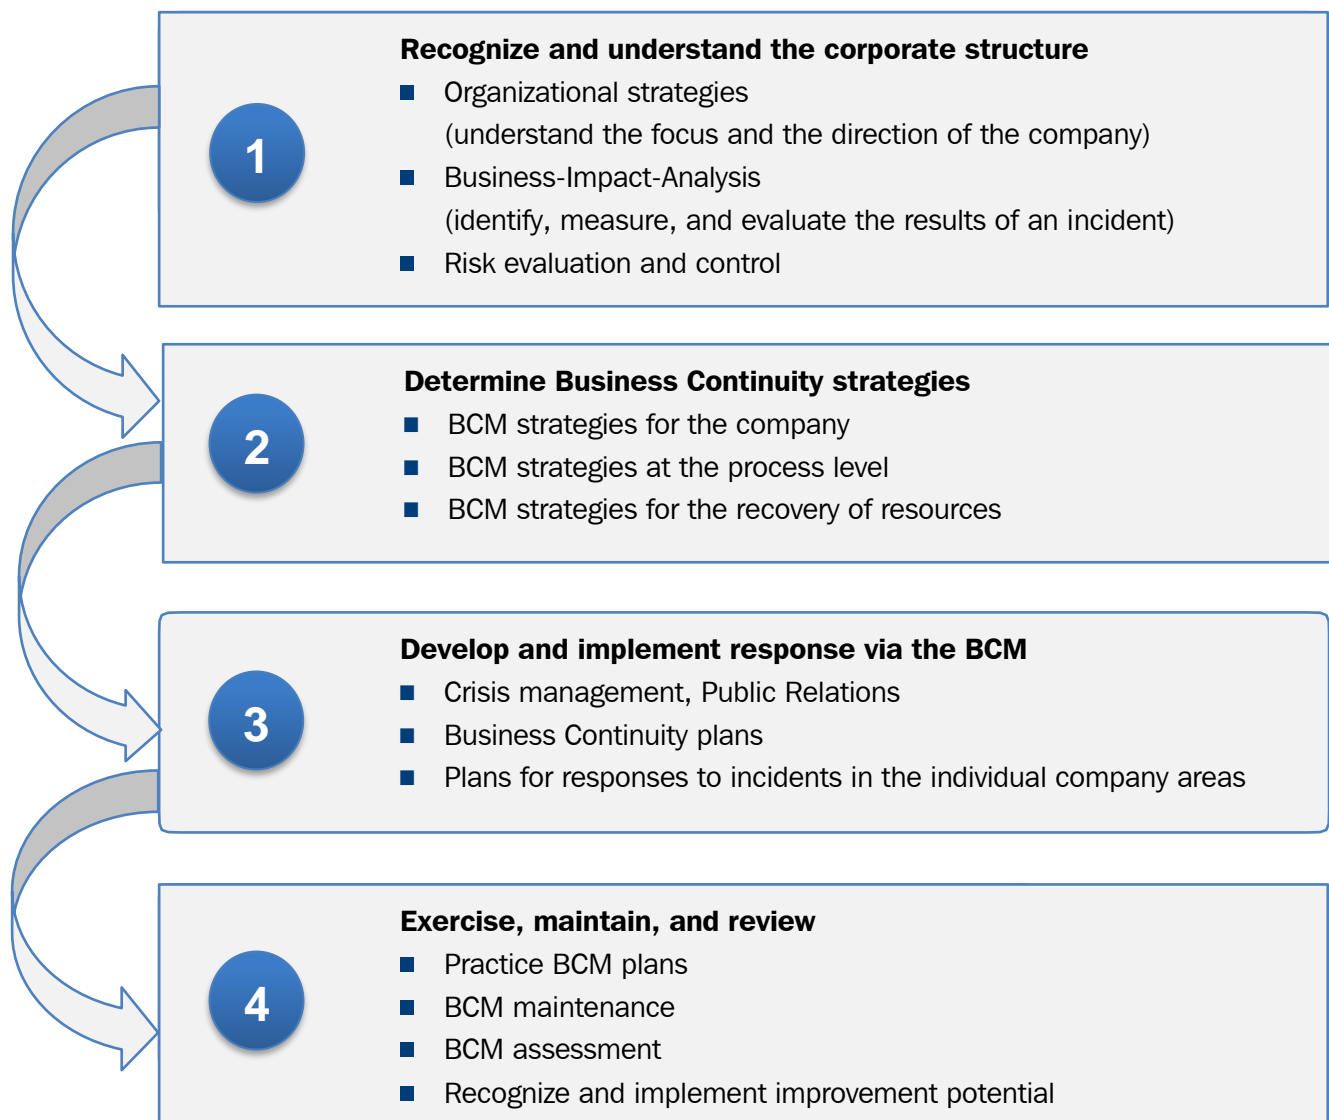 1
Recognize and understand the corporate structure
Organizational strategies
(understand the focus and the direction of the company)
Business-Impact-Analysis
(identify, measure, and evaluate the results of an incident)
Risk evaluation and control
2
Determine Business Continuity strategies
BCM strategies for the company
BCM strategies at the process level
BCM strategies for the recovery of resources
3
Develop and implement response via the BCM
Crisis management, Public Relations
Business Continuity plans
Plans for responses to incidents in the individual company areas
4
Exercise, maintain, and review
Practice BCM plans
BCM maintenance
BCM assessment
Recognize and implement improvement potential